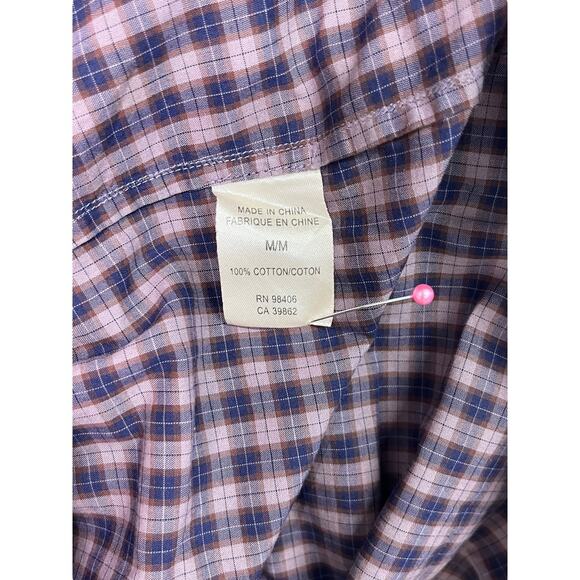 MADE IN CHINA
FABRIQUE EN CHINE
M/M
100% COTTON/COTON
RN 98406
CA 39862